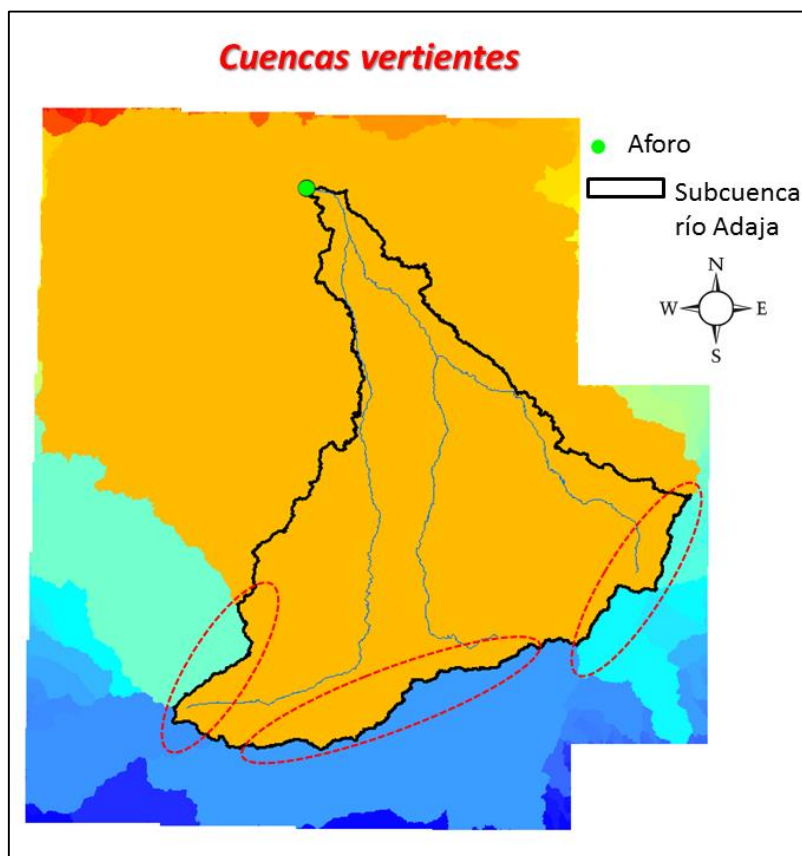 Cuencas vertientes
Aforo
Subcuenca
río Adaja
N
W E
S